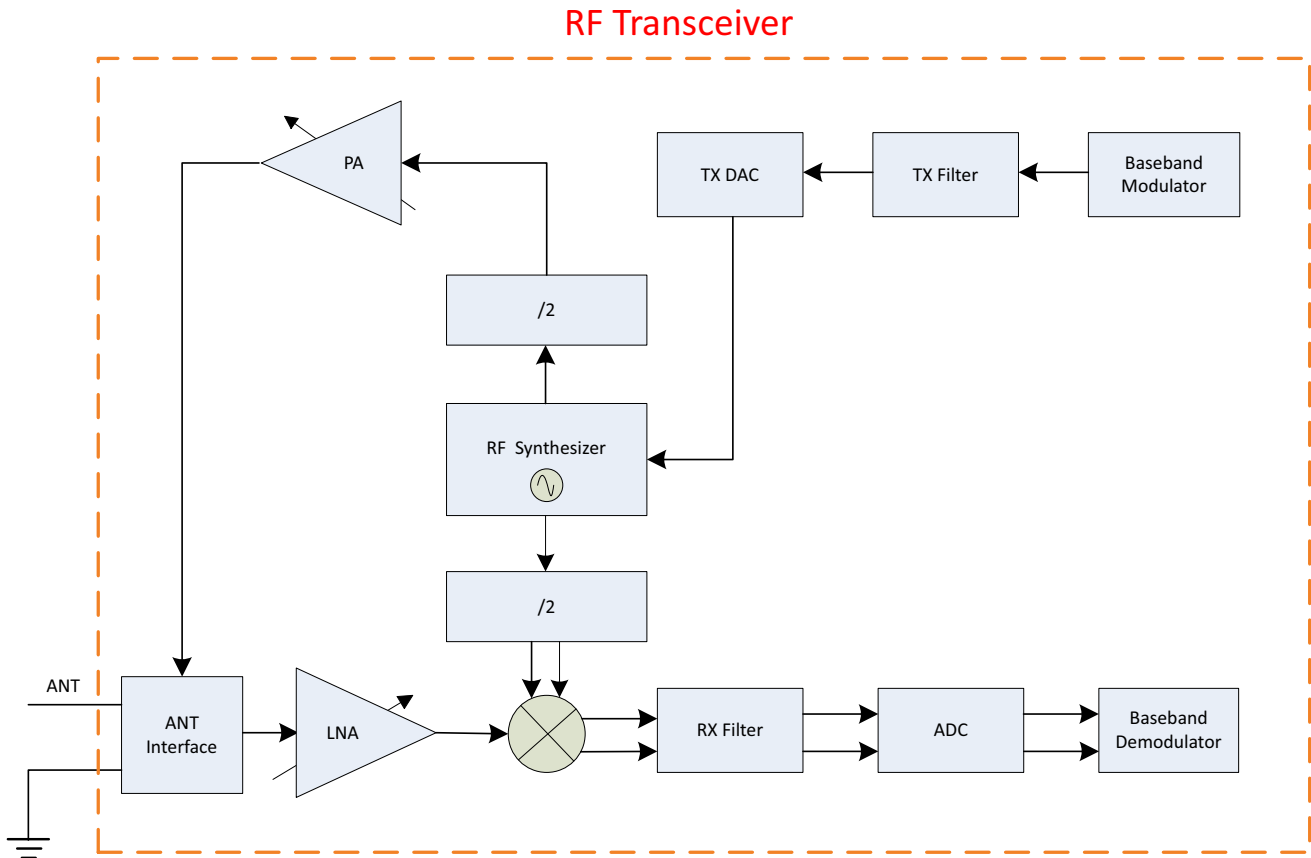 RF Transceiver
PA
TX DAC
TX Filter
Baseband
Modulator
/2
RF Synthesizer
/2
ANT
ANT
Interface
LNA
RX Filter
ADC
Baseband
Demodulator